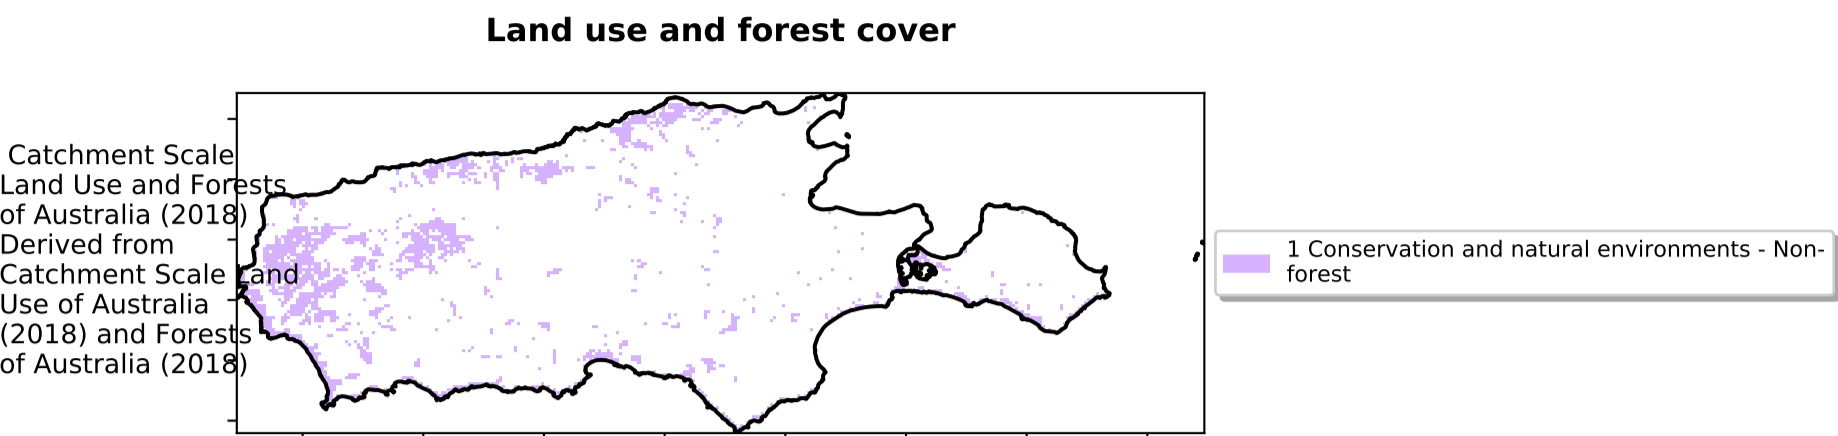 Land use and forest cover
Catchment Scale
Land Use and Forests
of Australia (2018)
Derived from
Catchment Scale Land
Use of Australia
(2018) and Forests
of Australia (2018)
1 Conservation and natural environments - Non-
forest